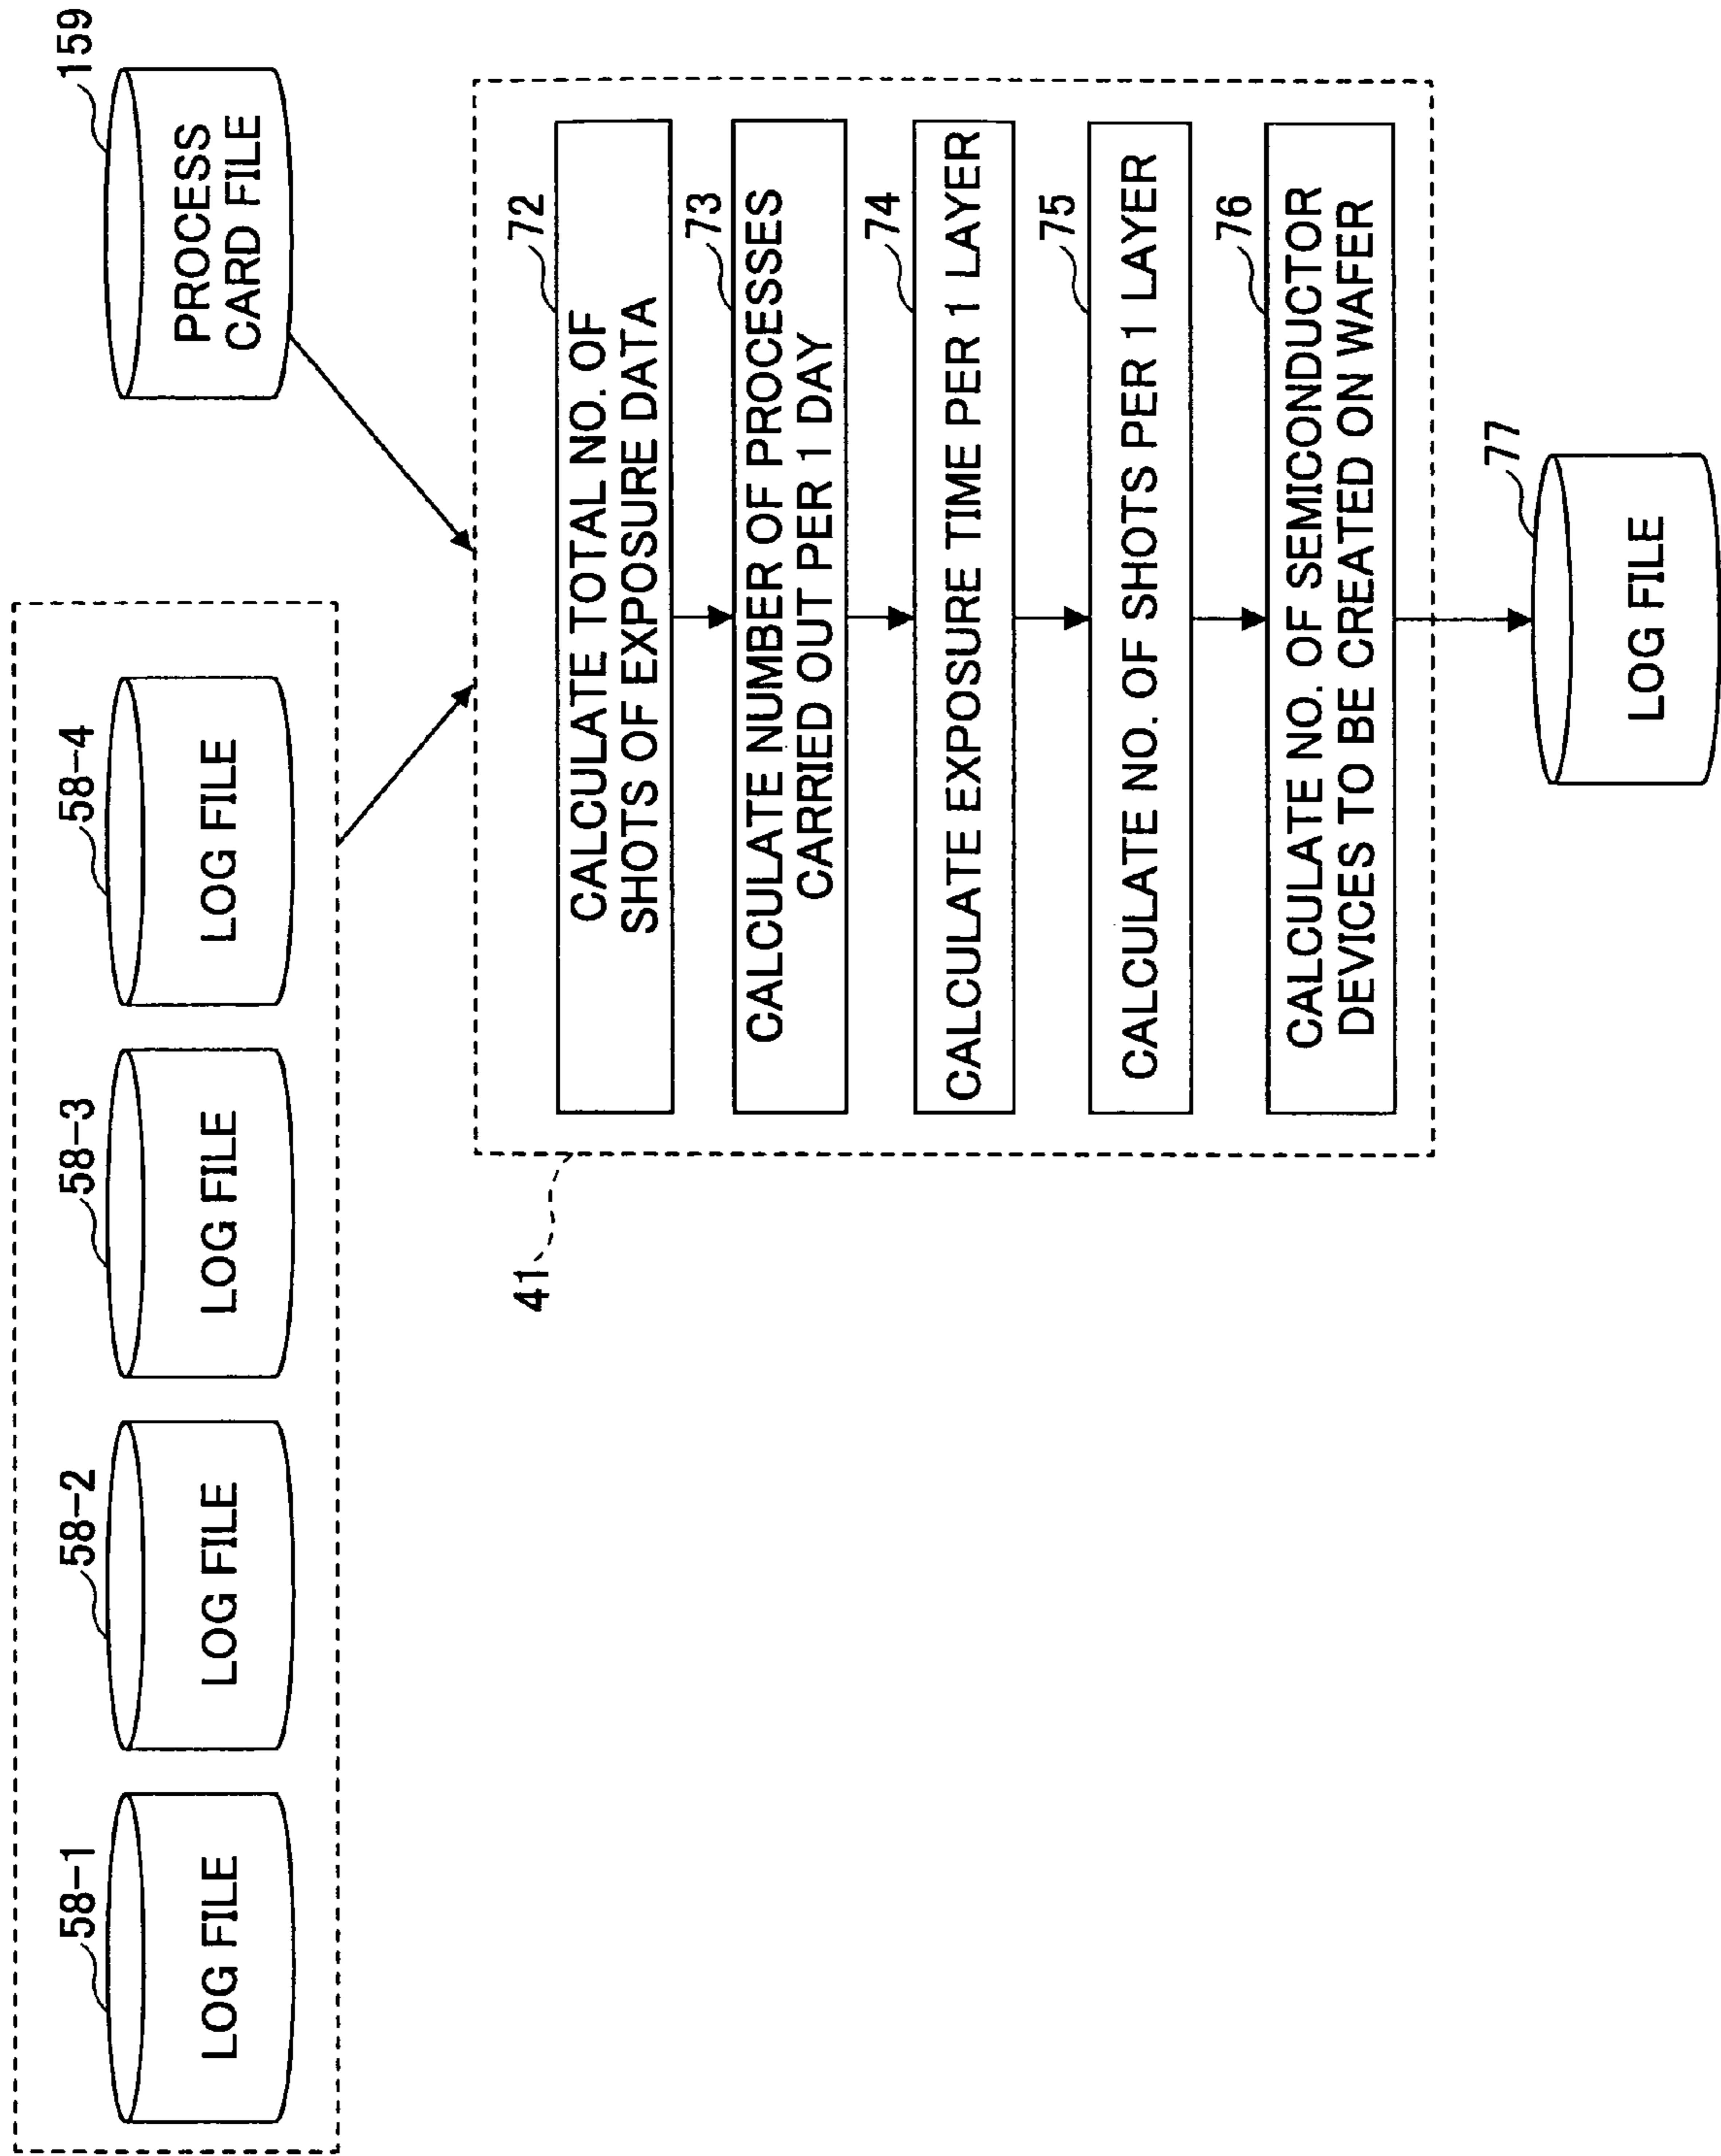 58-1
LOG FILE
58-2
LOG FILE
58-3
LOG FILE
58-4
LOG FILE
159
PROCESS
CARD FILE
41
72
CALCULATE TOTAL NO. OF
SHOTS OF EXPOSURE DATA
73
CALCULATE NUMBER OF PROCESSES
CARRIED OUT PER 1 DAY
74
CALCULATE EXPOSURE TIME PER 1 LAYER
75
CALCULATE NO. OF SHOTS PER 1 LAYER
76
CALCULATE NO. OF SEMICONDUCTOR
DEVICES TO BE CREATED ON WAFER
77
LOG FILE